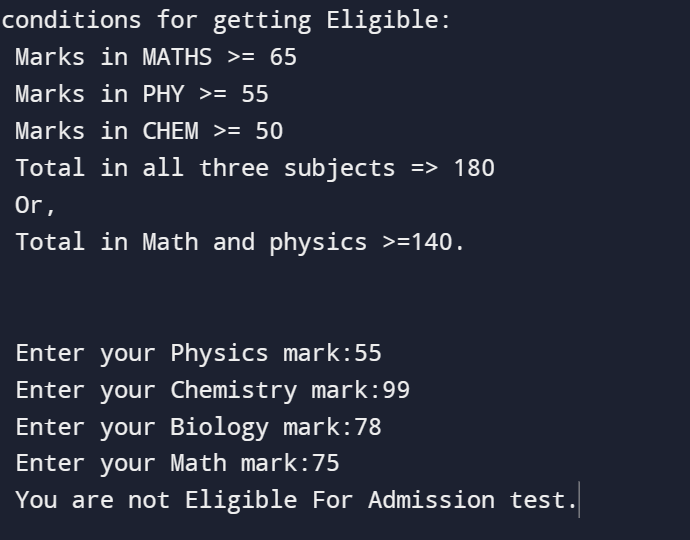 conditions for getting Eligible:
Marks in MATHS >= 65
Marks in PHY >= 55
Marks in CHEM >= 50
Total in all three subjects => 180
Or,
Total in Math and physics >=140.
Enter your Physics mark:55
Enter your Chemistry mark:99
Enter your Biology mark:78
Enter your Math mark:75
You are not Eligible For Admission test.